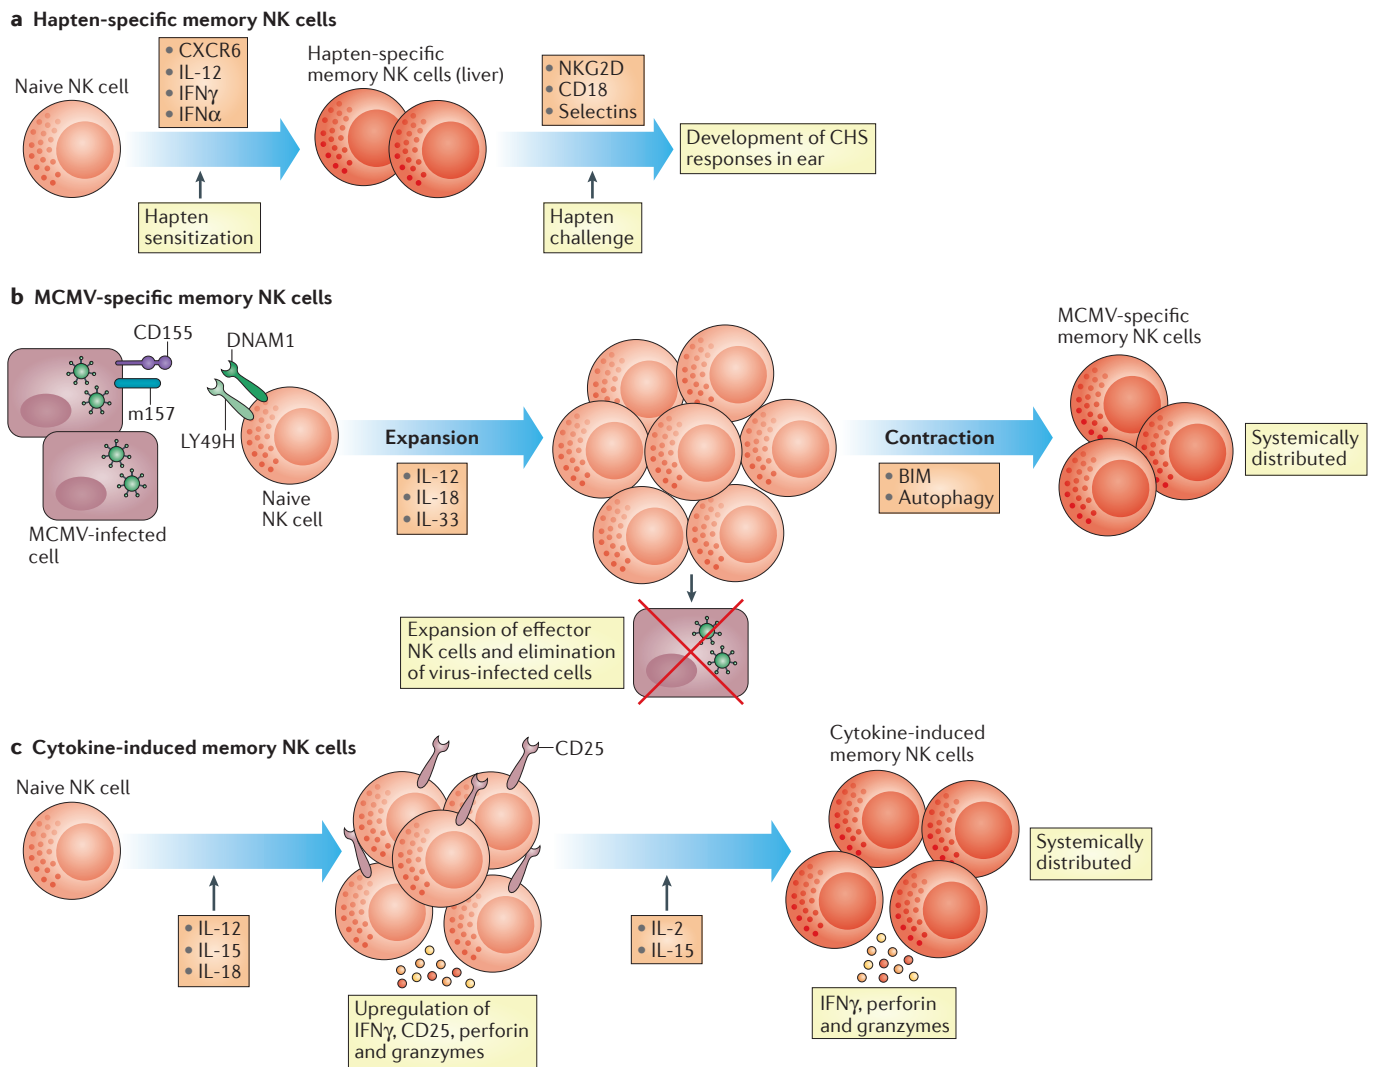 a Hapten-specific memory NK cells
Naive NK cell
• CXCR6
• IL-12
• IFNγ
• IFNα
Hapten
sensitization
Hapten-specific
memory NK cells (liver)
• NKG2D
• CD18
• Selectins
Hapten
challenge
Development of CHS
responses in ear
b MCMV-specific memory NK cells
CD155
m157
MCMV-infected
cell
DNAM1
LY49H
Naive
NK cell
Expansion
• IL-12
• IL-18
• IL-33
Expansion of effector
NK cells and elimination
of virus-infected cells
Contraction
• BIM
• Autophagy
MCMV-specific
memory NK cells
Systemically
distributed
c Cytokine-induced memory NK cells
Naive NK cell
• IL-12
• IL-15
• IL-18
CD25
Upregulation of
IFNγ, CD25, perforin
and granzymes
• IL-2
• IL-15
Cytokine-induced
memory NK cells
IFNγ, perforin
and granzymes
Systemically
distributed